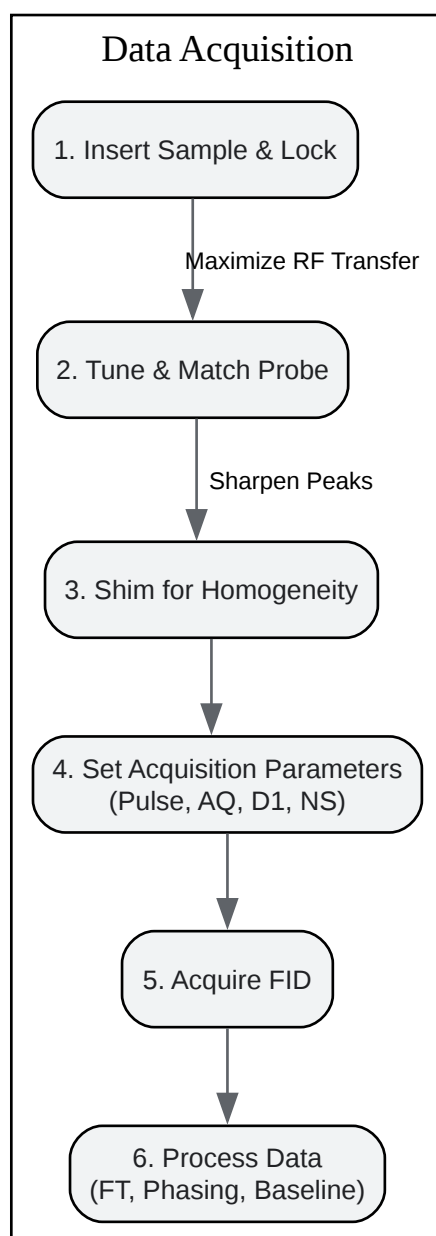 Data Acquisition
1. Insert Sample & Lock
Maximize RF Transfer
2. Tune & Match Probe
Sharpen Peaks
3. Shim for Homogeneity
4. Set Acquisition Parameters
(Pulse, AQ, D1, NS)
5. Acquire FID
6. Process Data
(FT, Phasing, Baseline)